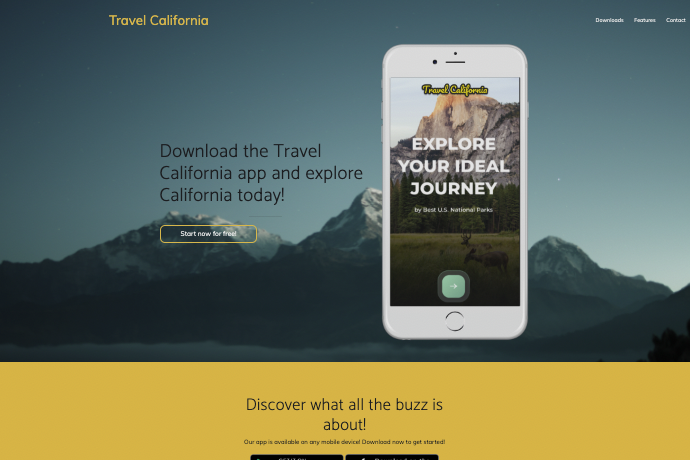 Travel California
Downloads Features Contact
Travel California
EXPLORE
YOUR IDEAL
JOURNEY
by Best U.S. National Parks
Download the Travel
California app and explore
California today!
Start now for free!
Discover what all the buzz is
about!
Our app is available on any mobile device! Download now to get started!